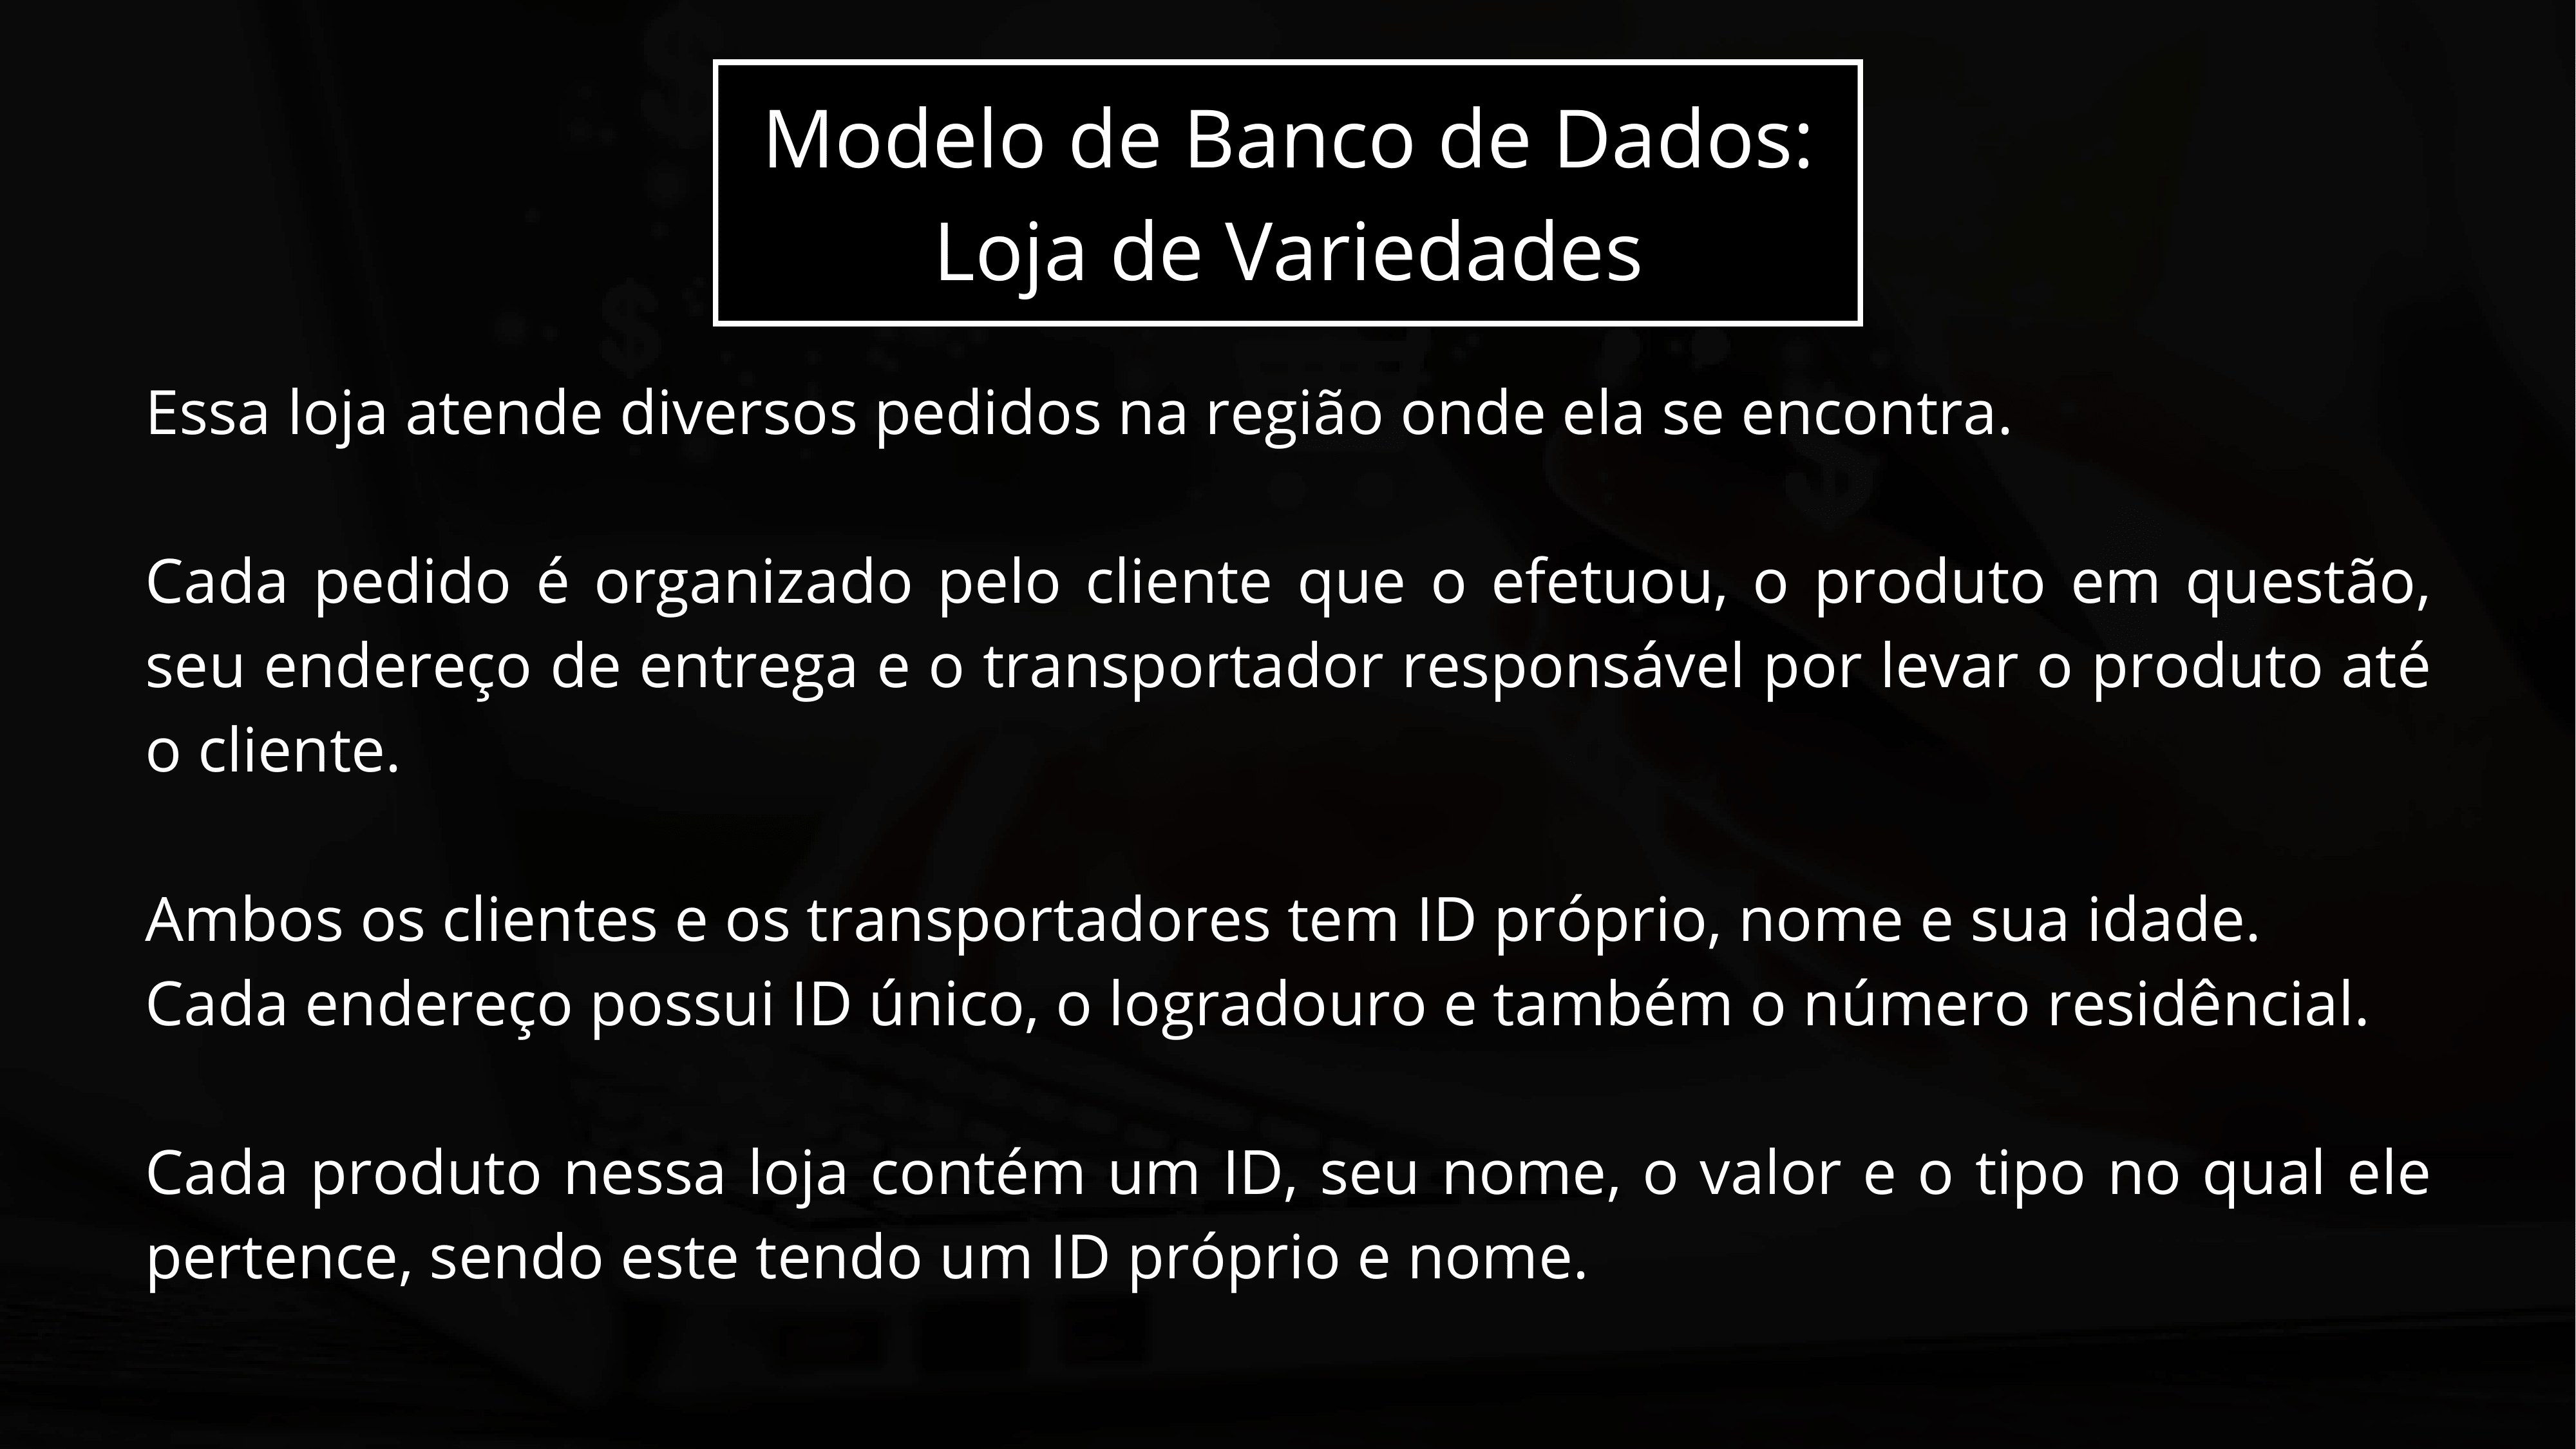 Modelo de Banco de Dados:
Loja de Variedades
Essa loja atende diversos pedidos na região onde ela se encontra.
Cada pedido é organizado pelo cliente que o efetuou, o produto em questão,
seu endereço de entrega e o transportador responsável por levar o produto até
o cliente.
Ambos os clientes e os transportadores tem ID próprio, nome e sua idade.
Cada endereço possui ID único, o logradouro e também o número residêncial.
Cada produto nessa loja contém um ID, seu nome, o valor e o tipo no qual ele
pertence, sendo este tendo um ID próprio e nome.